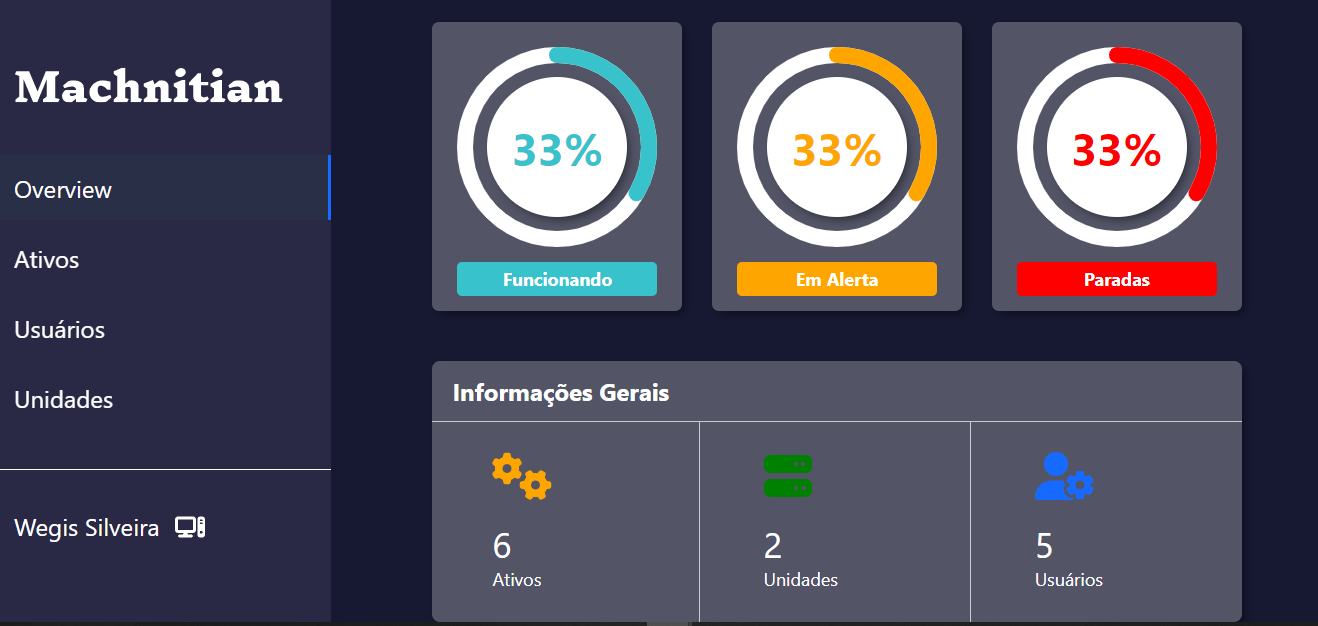 Machnitian
Overview
Ativos
Usuários
Unidades
Wegis Silveira
33%
Funcionando
33%
Em Alerta
33%
Paradas
Informações Gerais
6
Ativos
2
Unidades
5
Usuários